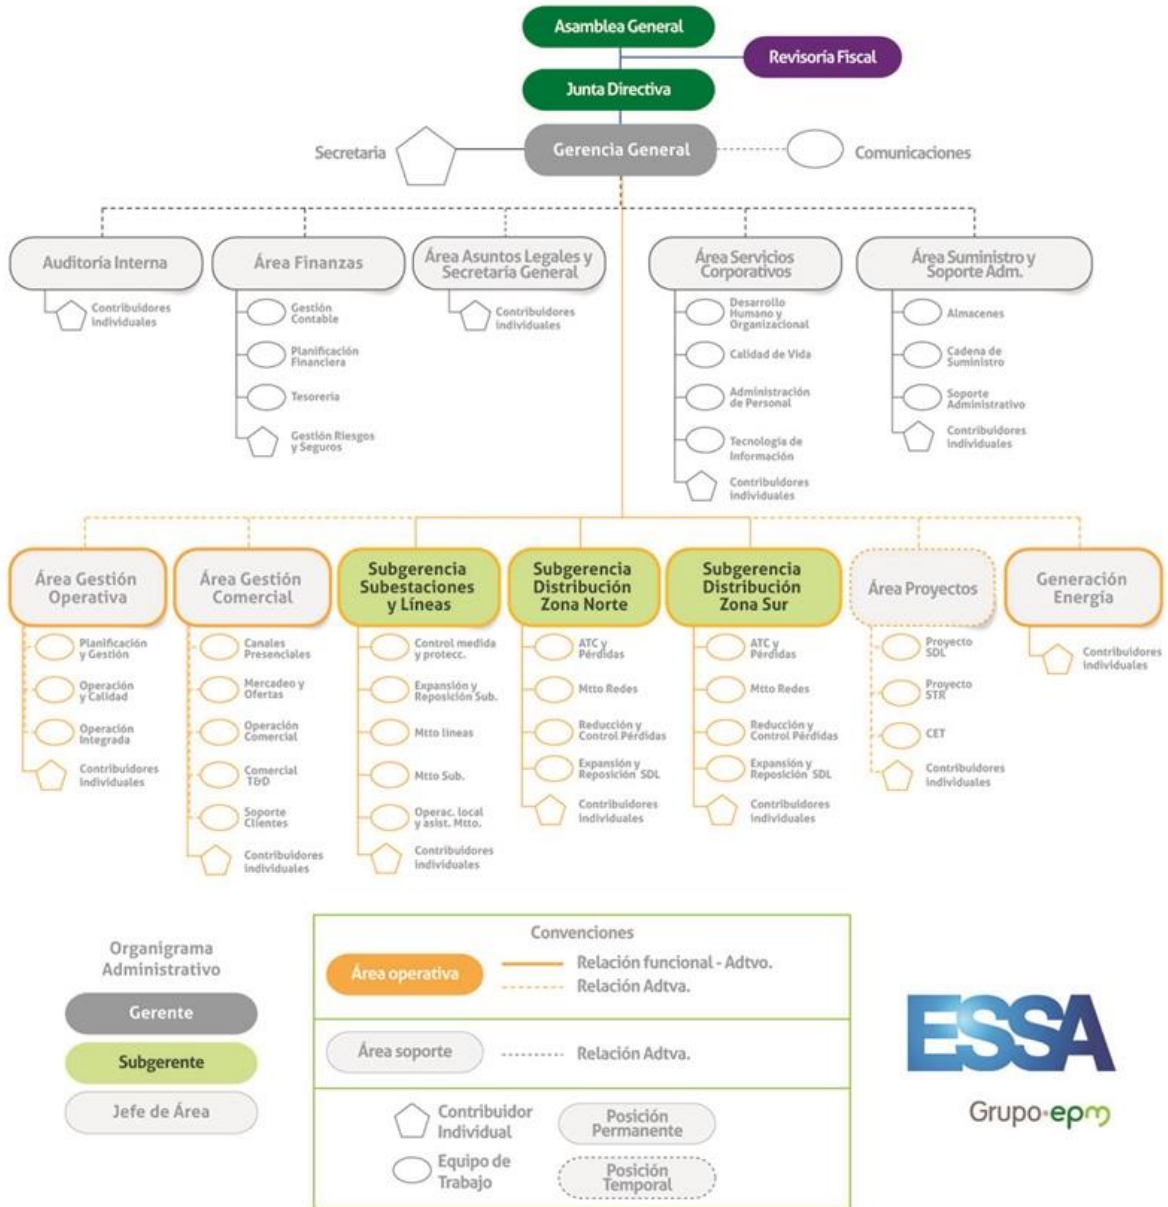 Asamblea General
Revisoría Fiscal
Junta Directiva
Secretaria
Gerencia General
Comunicaciones
Auditoría Interna
Contribuidores
individuales
Área Finanzas
Gestión
Contable
Planificación
Financiera
Tesorería
Gestión Riesgos
y Seguros
Área Asuntos Legales y
Secretaría General
Contribuidores
individuales
Área Servicios
Corporativos
Desarrollo
Humano y
Organizacional
Calidad de Vida
Administración
de Personal
Tecnología de
Información
Contribuidores
individuales
Área Suministro y
Soporte Adm.
Almacenes
Cadena de
Suministro
Soporte
Administrativo
Contribuidores
individuales
Área Gestión
Operativa
Planificación
y Gestión
Operación
y Calidad
Operación
Integrada
Contribuidores
individuales
Área Gestión
Comercial
Canales
Presenciales
Mercadeo y
Ofertas
Operación
Comercial
Comercial
T&D
Soporte
Clientes
Contribuidores
individuales
Subgerencia
Subestaciones
y Líneas
Control medida
y protecc.
Expansión y
Reposición Sub.
Mtto líneas
Mtto Sub.
Operac. local
y asist. Mtto.
Contribuidores
individuales
Subgerencia
Distribución
Zona Norte
ATC y
Pérdidas
Mtto Redes
Reducción y
Control Pérdidas
Expansión y
Reposición SDL
Contribuidores
individuales
Subgerencia
Distribución
Zona Sur
ATC y
Pérdidas
Mtto Redes
Reducción y
Control Pérdidas
Expansión y
Reposición SDL
Contribuidores
individuales
Área Proyectos
Proyecto
SDL
Proyecto
STR
CET
Contribuidores
individuales
Generación
Energía
Contribuidores
individuales
Organigrama
Administrativo
Gerente
Subgerente
Jefe de Área
Convenciones
Área operativa
Relación funcional - Adtvo.
Relación Adtva.
Área soporte
Relación Adtva.
Contribuidor
Individual
Posición
Permanente
Equipo de
Trabajo
Posición
Temporal
ESSA
Grupo·epm